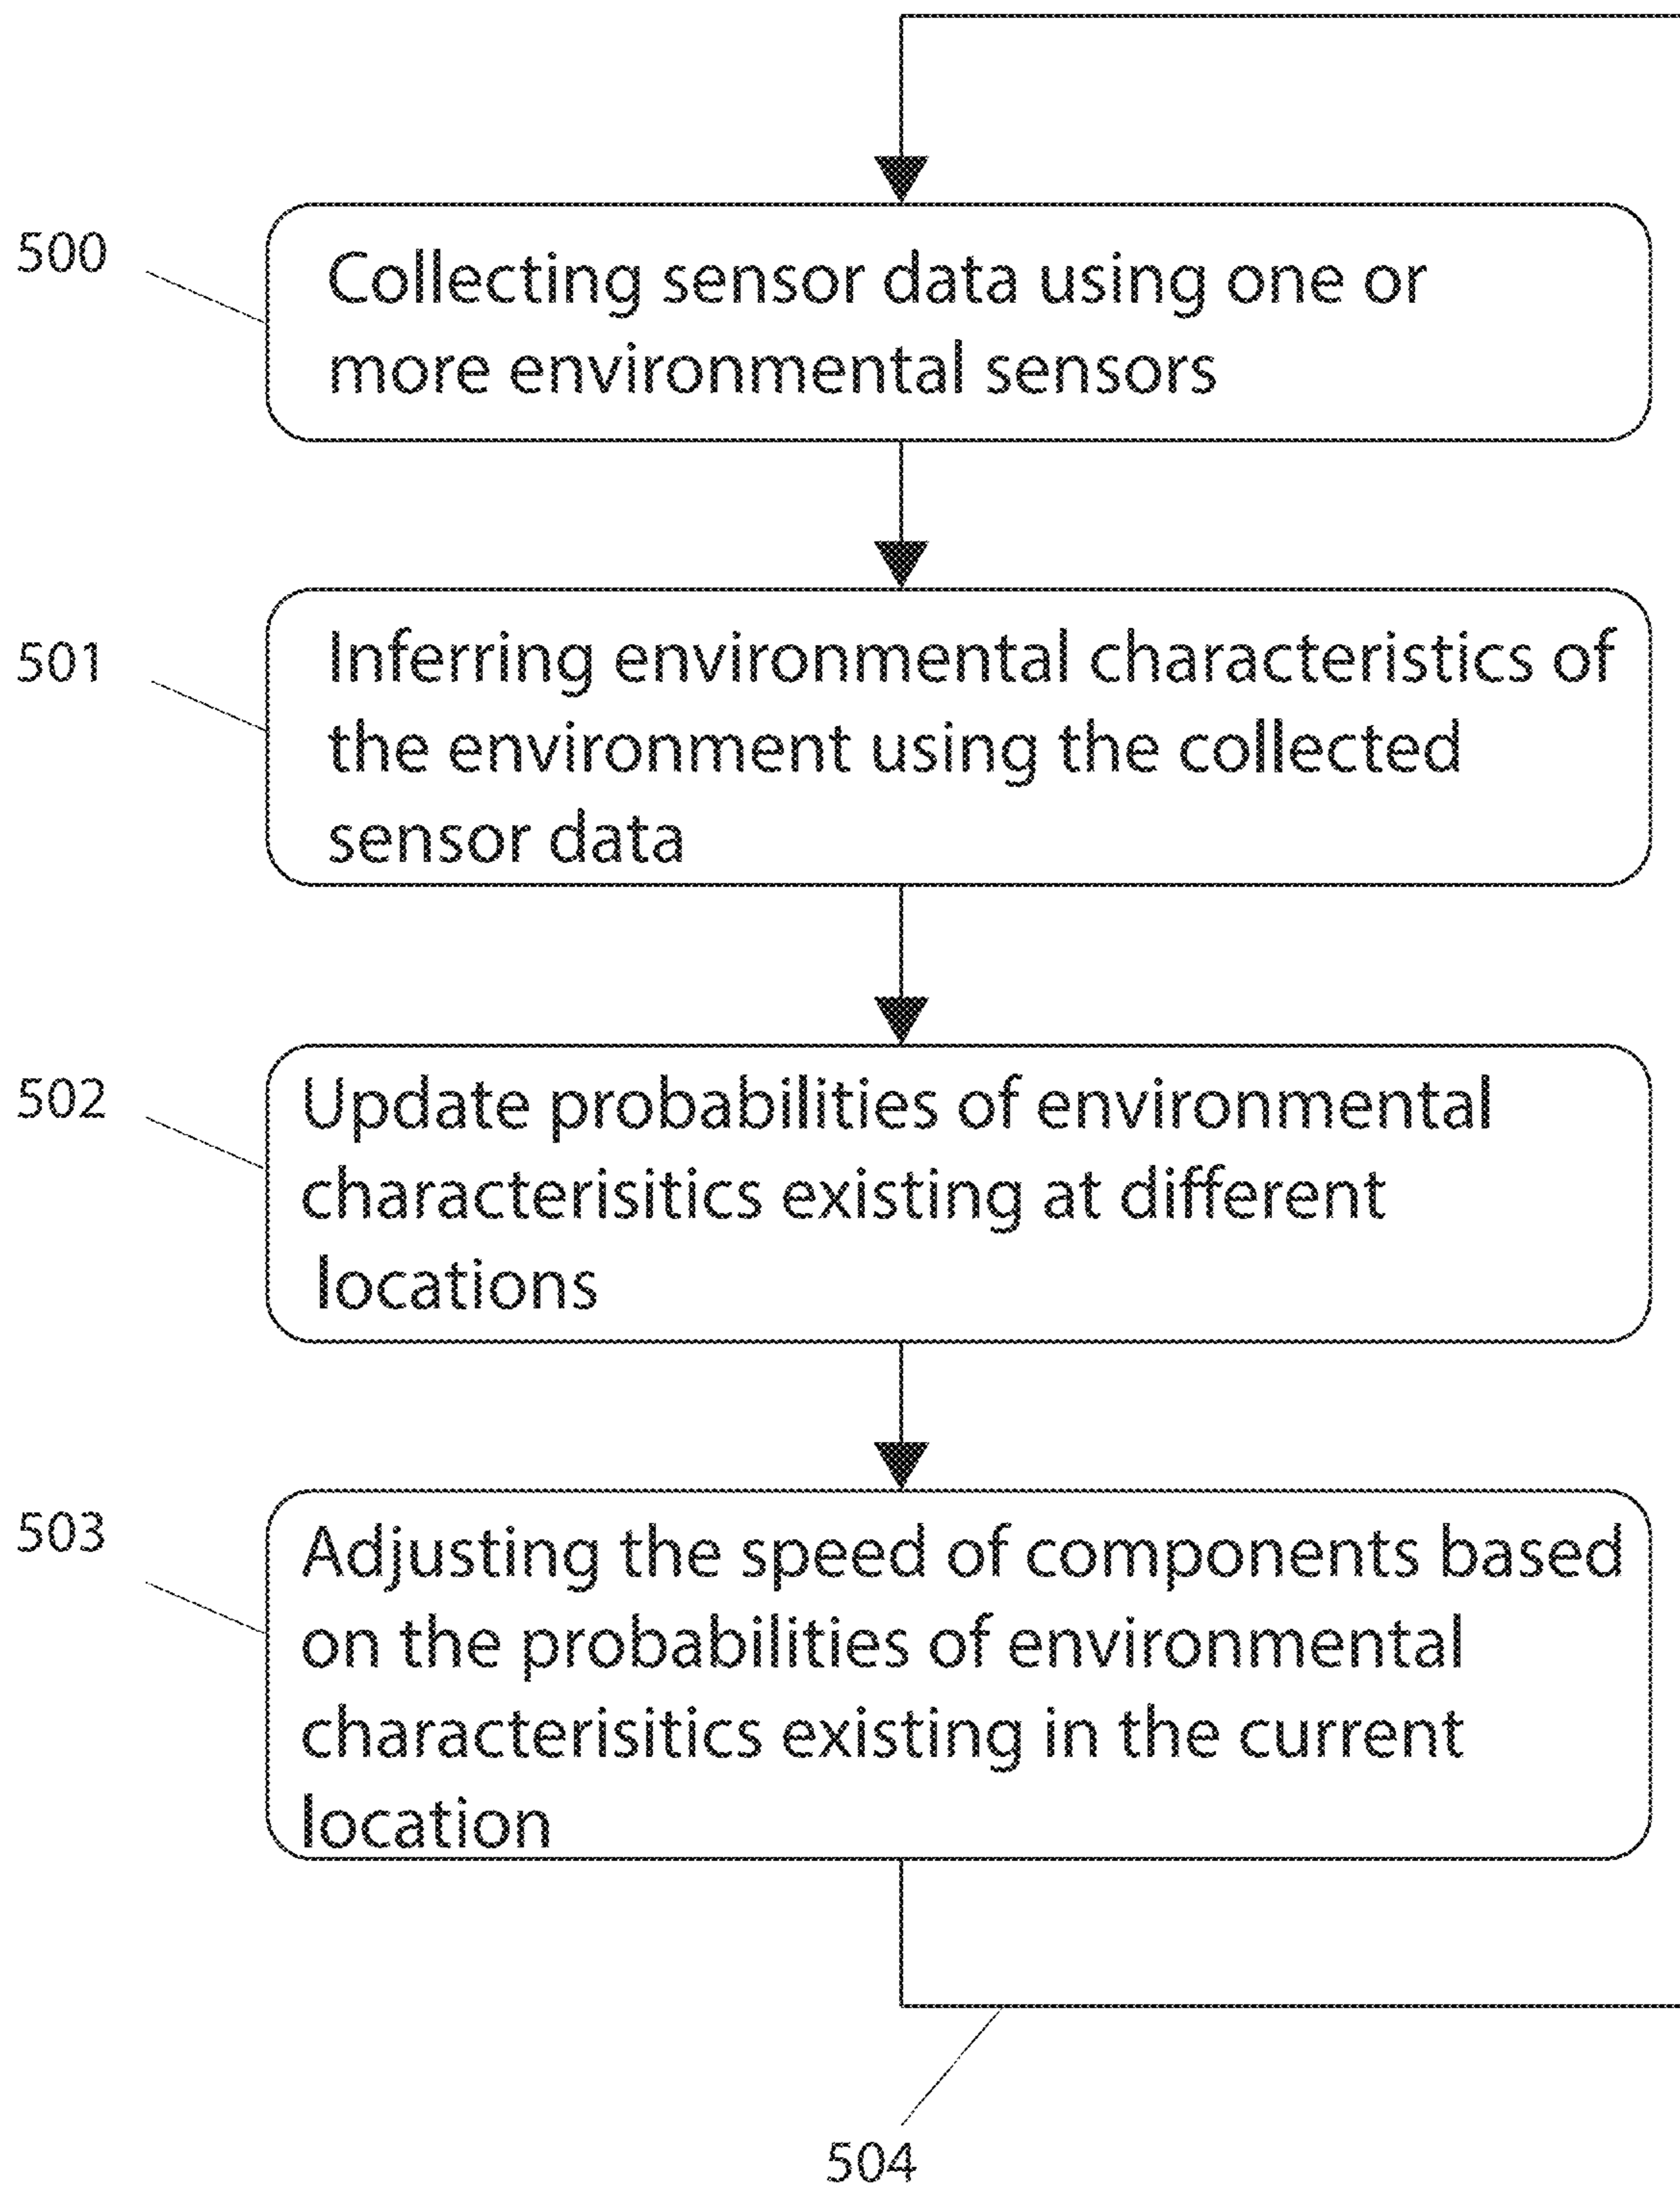 500
Collecting sensor data using one or
more environmental sensors
501
Inferring environmental characteristics of
the environment using the collected
sensor data
502
Update probabilities of environmental
characterisitics existing at different
locations
503
Adjusting the speed of components based
on the probabilities of environmental
characterisitics existing in the current
location
504